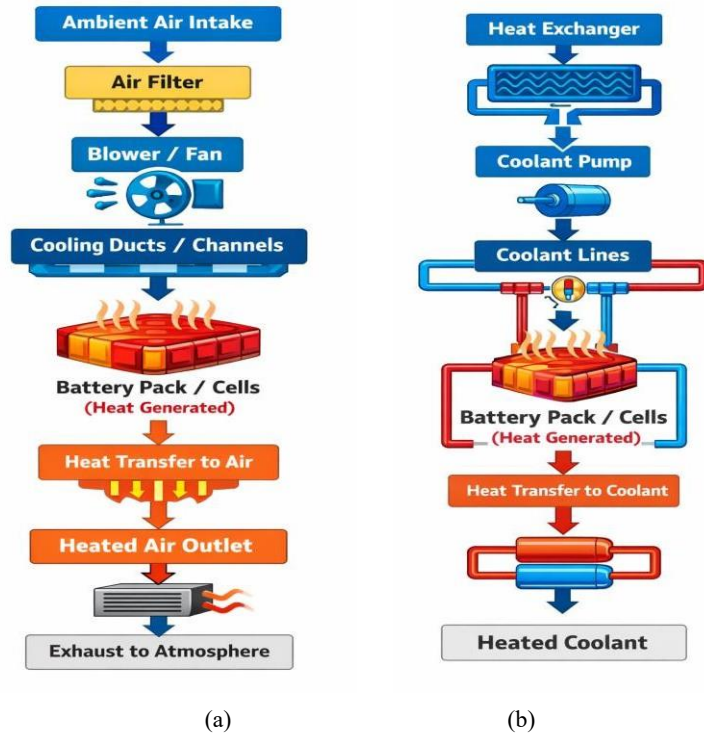 Ambient Air Intake
Air Filter
Blower / Fan
Cooling Ducts / Channels
Battery Pack / Cells
(Heat Generated)
Heat Transfer to Air
Heated Air Outlet
Exhaust to Atmosphere
(a)
Heat Exchanger
Coolant Pump
Coolant Lines
Battery Pack / Cells
(Heat Generated)
Heat Transfer to Coolant
Heated Coolant
(b)